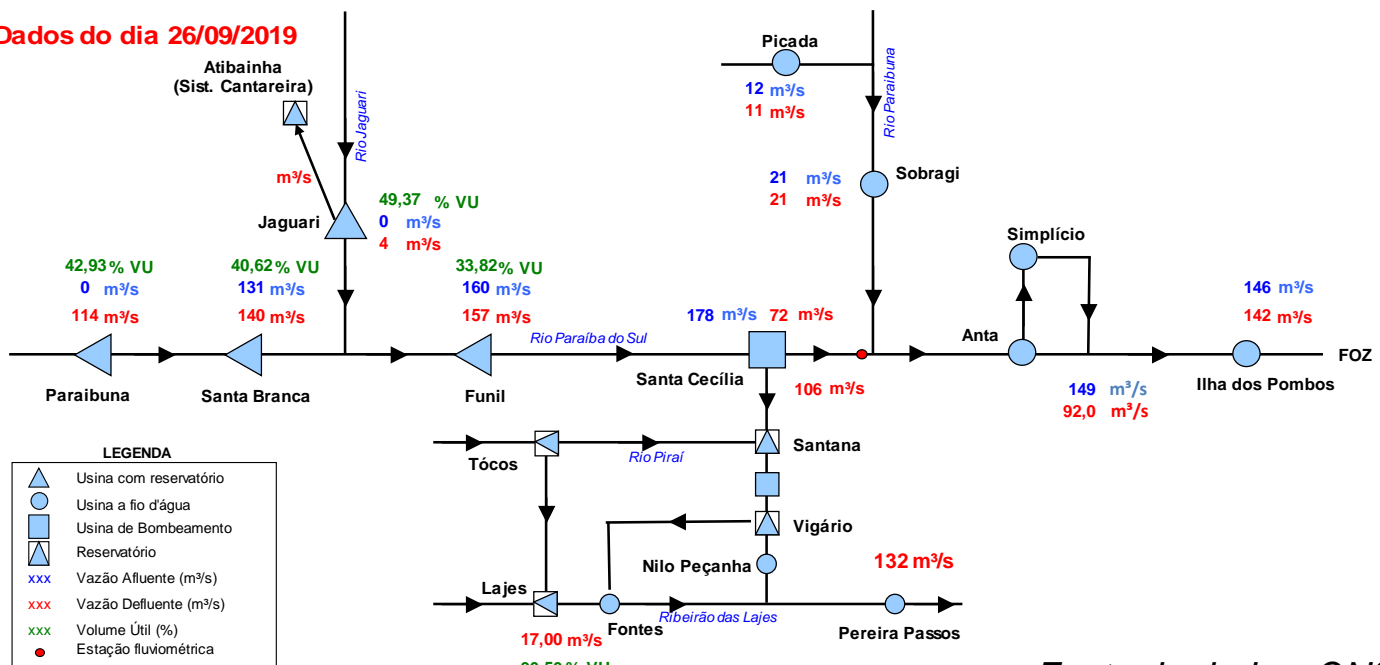 Dados do dia 26/09/2019
Atibainha
(Sist. Cantareira)
Rio Jaguari
m³/s
Jaguari
49,37 % VU
0 m³/s
4 m³/s
Picada
12 m³/s
11 m³/s
Rio Paraibuna
21 m³/s
21 m³/s
Sobragi
42,93% VU
0 m³/s
114 m³/s
Paraibuna
40,62% VU
131 m³/s
140 m³/s
Santa Branca
33,82% VU
160 m³/s
157 m³/s
Funil
Rio Paraíba do Sul
178 m³/s 72 m³/s
Santa Cecília
106 m³/s
Simplício
Anta
149 m³/s
92,0 m³/s
146 m³/s
142 m³/s
Ilha dos Pombos
FOZ
Tócos
Rio Piraí
Santana
Vigário
Nilo Peçanha
132 m³/s
Lajes
Fontes
Ribeirão das Lajes
Pereira Passos
17,00 m³/s
% VU
LEGENDA
Usina com reservatório
Usina a fio d'água
Usina de Bombeamento
Reservatório
xxx Vazão Afluente (m³/s)
xxx Vazão Defluente (m³/s)
xxx Volume Útil (%)
Estação fluviométrica